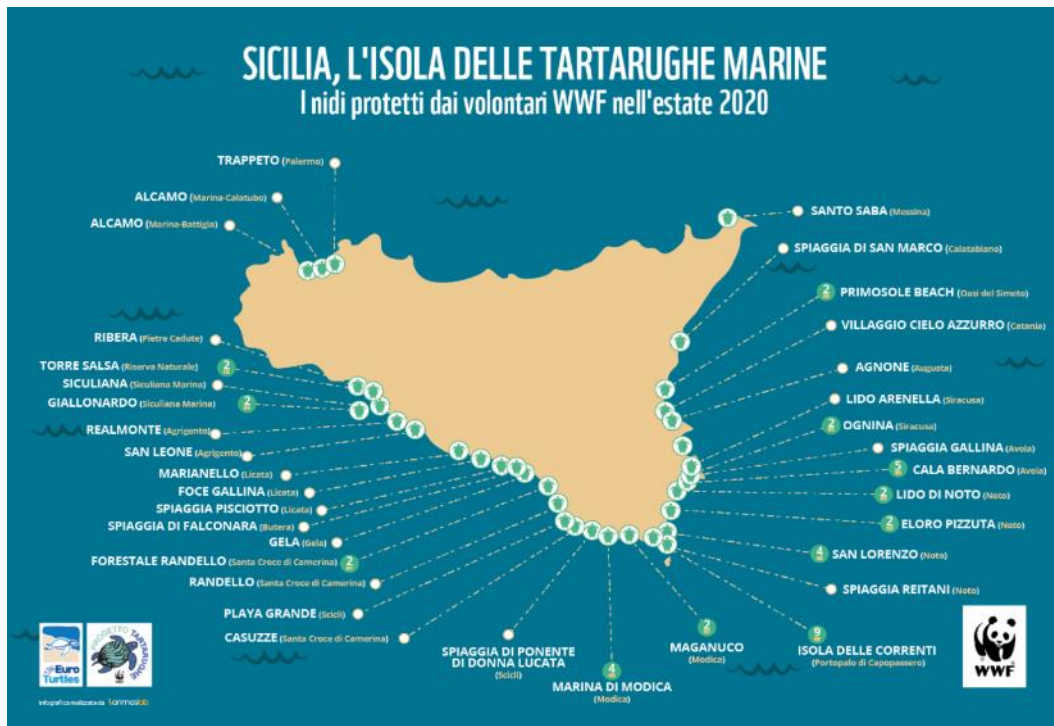 SICILIA, L'ISOLA DELLE TARTARUGHE MARINE
I nidi protetti dai volontari WWF nell'estate 2020
TRAPPETO (Palermo)
ALCAMO (Marina-Calatubo)
ALCAMO (Marina-Battigia)
RIBERA (Pietre Cadute)
TORRE SALSA (Riserva Naturale) 2
SICULIANA (Siculiana Marina)
GIALLONARDO (Siculiana Marina) 2
REALMONTE (Agrigento)
SAN LEONE (Agrigento)
MARIANELLO (Licata)
FOCE GALLINA (Licata)
SPIAGGIA PISCIOTTO (Licata)
SPIAGGIA DI FALCONARA (Butera)
GELA (Gela)
FORESTALE RANDELLO (Santa Croce di Camerina) 2
RANDELLO (Santa Croce di Camerina)
PLAYA GRANDE (Scicli)
CASUZZE (Santa Croce di Camerina)
SPIAGGIA DI PONENTE
DI DONNA LUCATA
(Scicli)
4
MARINA DI MODICA
(Modica)
2
MAGANUCO
(Modica)
9
ISOLA DELLE CORRENTI
(Portopalo di Capopassero)
SANTO SABA (Messina)
SPIAGGIA DI SAN MARCO (Calatabiano)
2 PRIMOSOLE BEACH (Oasi del Simeto)
VILLAGGIO CIELO AZZURRO (Catania)
AGNONE (Augusta)
LIDO ARENELLA (Siracusa)
2 OGNINA (Siracusa)
SPIAGGIA GALLINA (Avola)
5 CALA BERNARDO (Avola)
2 LIDO DI NOTO (Noto)
2 ELORO PIZZUTA (Noto)
4 SAN LORENZO (Noto)
SPIAGGIA REITANI (Noto)
Euro
Turtles
PROGETTO TARTARUGHE
WWF
Infografica realizzata da
WWF